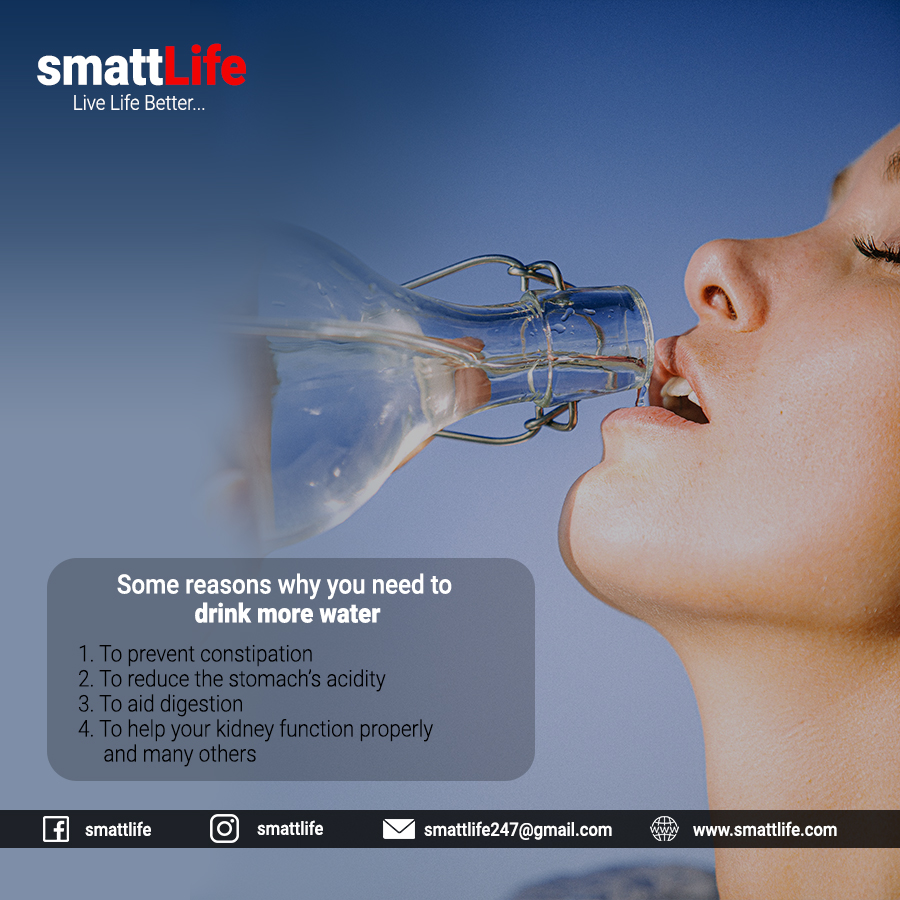 smattLife
Live Life Better...
Some reasons why you need to
drink more water
1. To prevent constipation
2. To reduce the stomach's acidity
3. To aid digestion
4. To help your kidney function properly
and many others
smattlife smattlife smattlife247@gmail.com www.smattlife.com